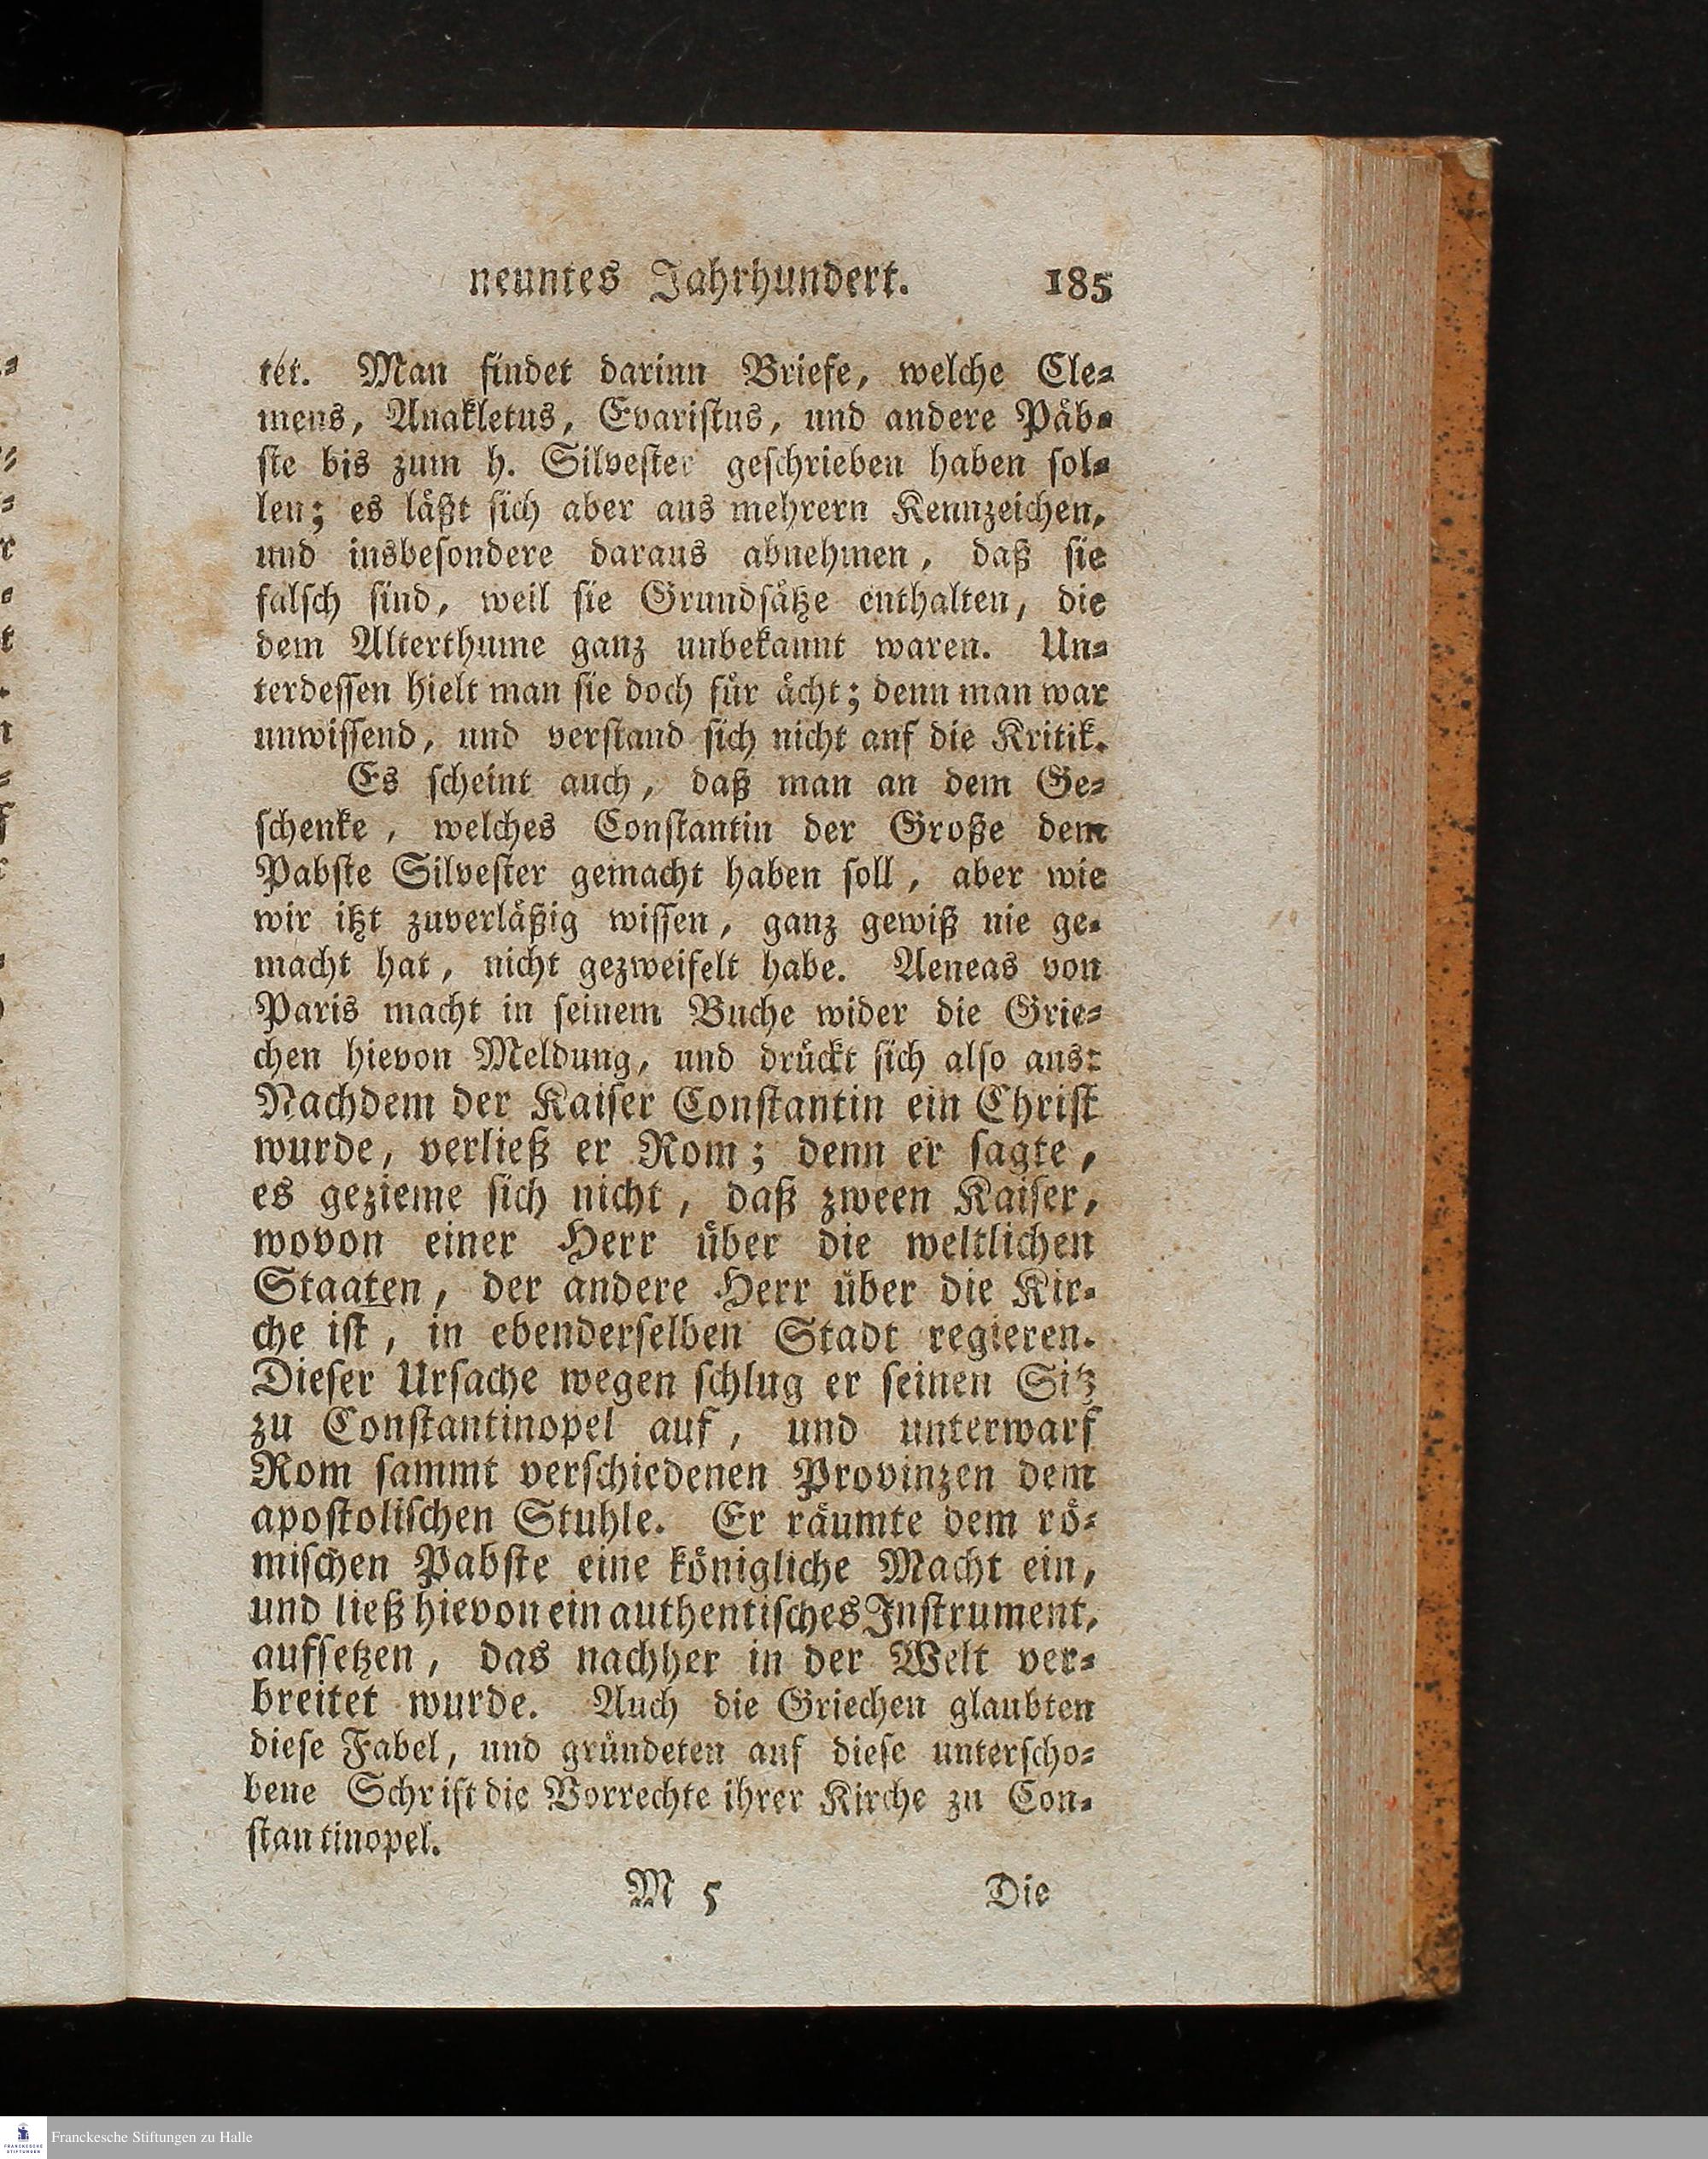 neuntes Jahrhundert. 185
tet. Man findet darinn Briefe, welche Cle-
mens, Anakletus, Evaristus, und andere Päb-
ste bis zum h. Silvester geschrieben haben sol-
len; es läßt sich aber aus mehrern Kennzeichen,
und insbesondere daraus abnehmen, daß sie
falsch sind, weil sie Grundsätze enthalten, die
dem Alterthume ganz unbekannt waren. Un-
terdessen hielt man sie doch für ächt; denn man war
unwissend, und verstand sich nicht auf die Kritik.
Es scheint auch, daß man an dem Ge-
schenke, welches Constantin der Große dem
Pabste Silvester gemacht haben soll, aber wie
wir itzt zuverläßig wissen, ganz gewiß nie ge-
macht hat, nicht gezweifelt habe. Aeneas von
Paris macht in seinem Buche wider die Grie-
chen hievon Meldung, und drückt sich also aus:
Nachdem der Kaiser Constantin ein Christ
wurde, verließ er Rom; denn er sagte,
es gezieme sich nicht, daß zween Kaiser,
wovon einer Herr über die weltlichen
Staaten, der andere Herr über die Kir-
che ist, in ebenderselben Stadt regieren.
Dieser Ursache wegen schlug er seinen Sitz
zu Constantinopel auf, und unterwarf
Rom sammt verschiedenen Provinzen dem
apostolischen Stuhle. Er räumte dem rö-
mischen Pabste eine königliche Macht ein,
und ließ hievon ein authentisches Instrument,
aufsetzen, das nachher in der Welt ver-
breitet wurde. Auch die Griechen glaubten
diese Fabel, und gründeten auf diese unterscho-
bene Schrift die Vorrechte ihrer Kirche zu Con-
stantinopel.
M 5 Die
FRANCKESCHE
STIFTUNGEN
Franckesche Stiftungen zu Halle